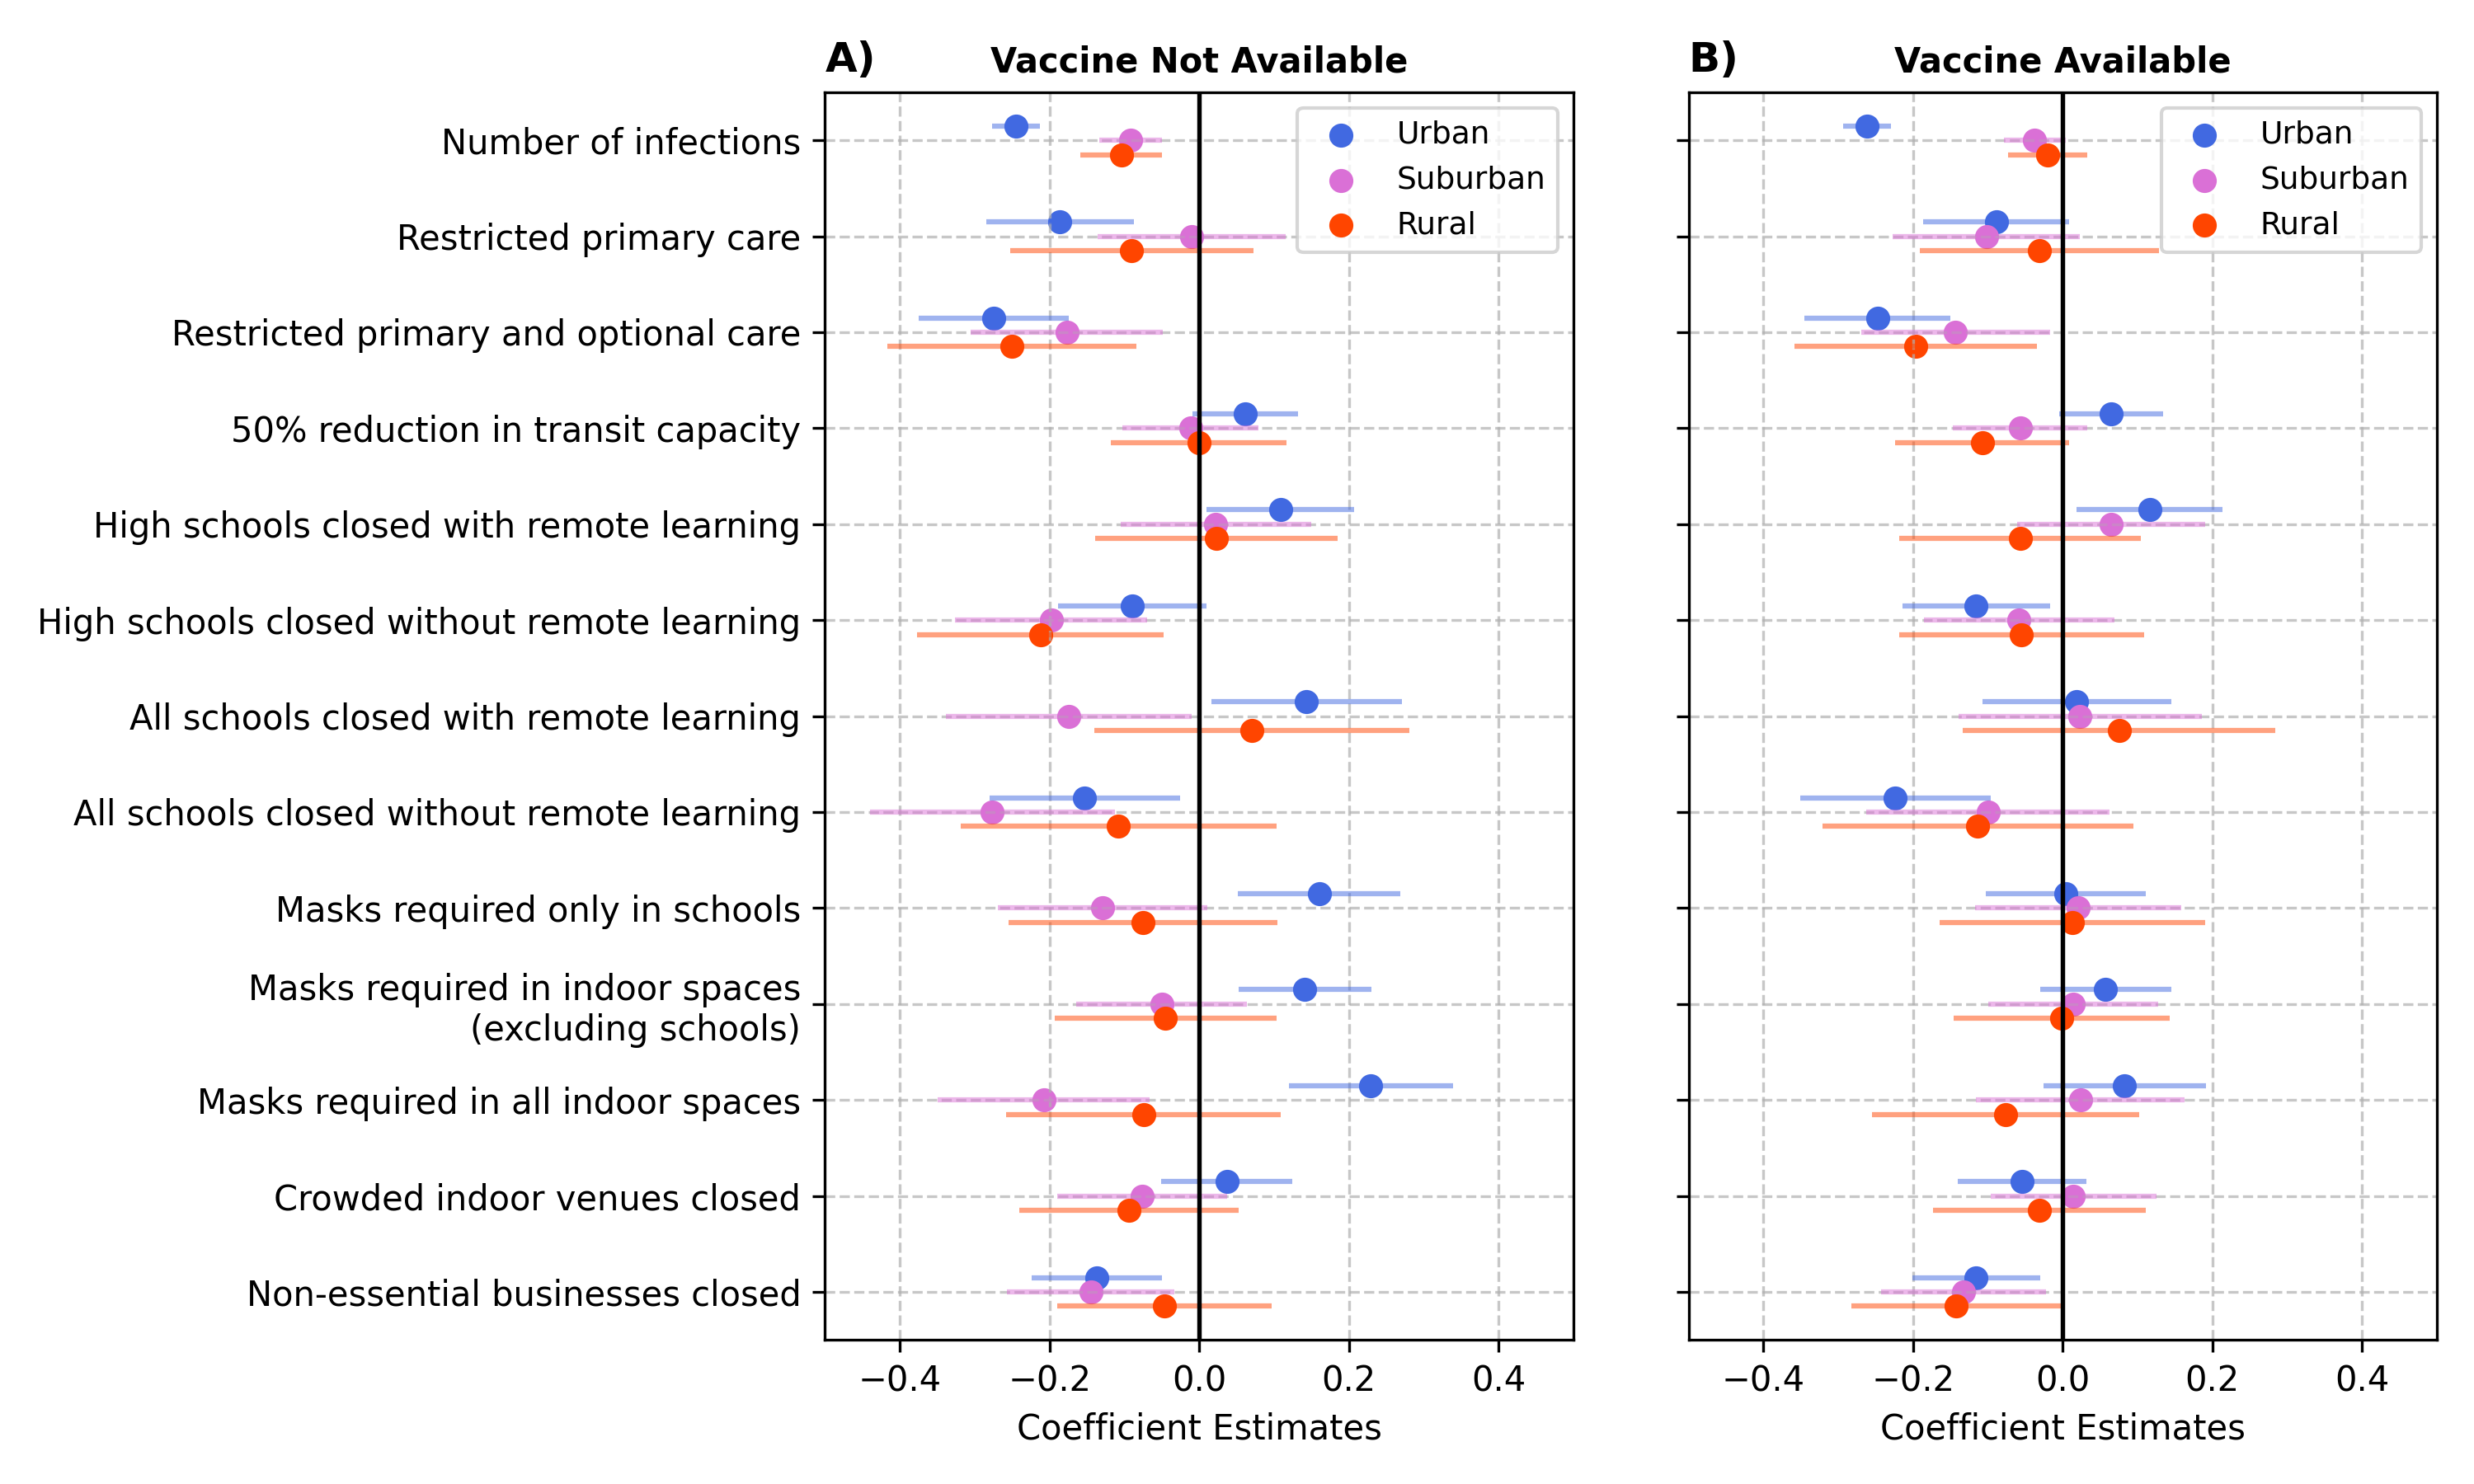 A) Vaccine Not Available
B) Vaccine Available
Urban
Suburban
Rural
Urban
Suburban
Rural
Number of infections
Restricted primary care
Restricted primary and optional care
50% reduction in transit capacity
High schools closed with remote learning
High schools closed without remote learning
All schools closed with remote learning
All schools closed without remote learning
Masks required only in schools
Masks required in indoor spaces
(excluding schools)
Masks required in all indoor spaces
Crowded indoor venues closed
Non-essential businesses closed
−0.4 −0.2 0.0 0.2 0.4
−0.4 −0.2 0.0 0.2 0.4
Coefficient Estimates
Coefficient Estimates